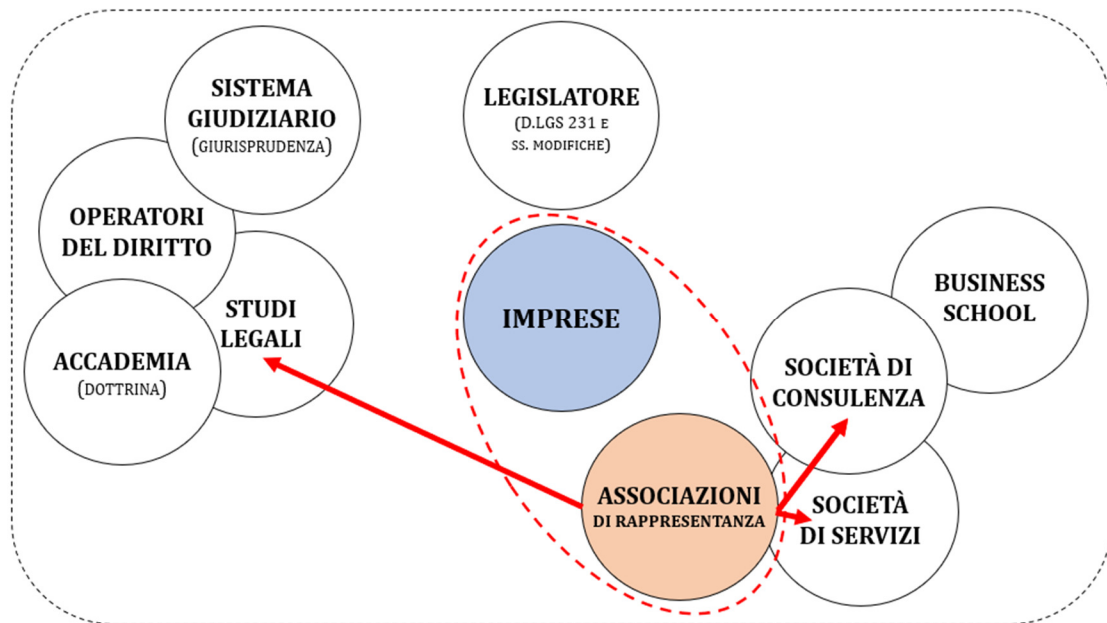 SISTEMA
GIUDIZIARIO
(GIURISPRUDENZA)
LEGISLATORE
(D.LGS 231 E
SS. MODIFICHE)
OPERATORI
DEL DIRITTO
STUDI
LEGALI
ACCADEMIA
(DOTTRINA)
IMPRESE
BUSINESS
SCHOOL
SOCIETÀ DI
CONSULENZA
ASSOCIAZIONI
DI RAPPRESENTANZA
SOCIETÀ
DI SERVIZI